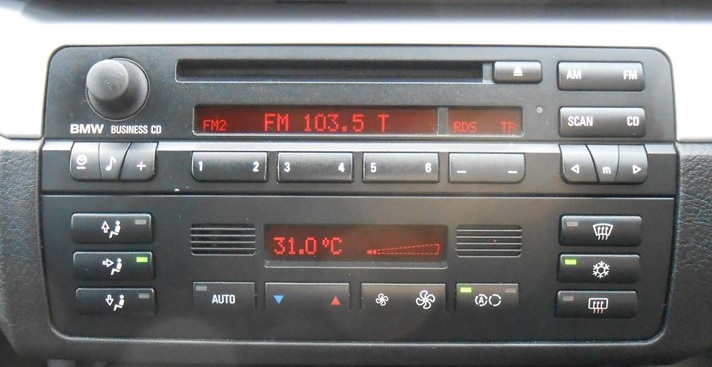 AM FM
FM2 FM 103.5 T RDS TP
SCAN CD
BMW BUSINESS CD
+
1 2 3 4 5 6 – –
m
31.0°C
AUTO
A